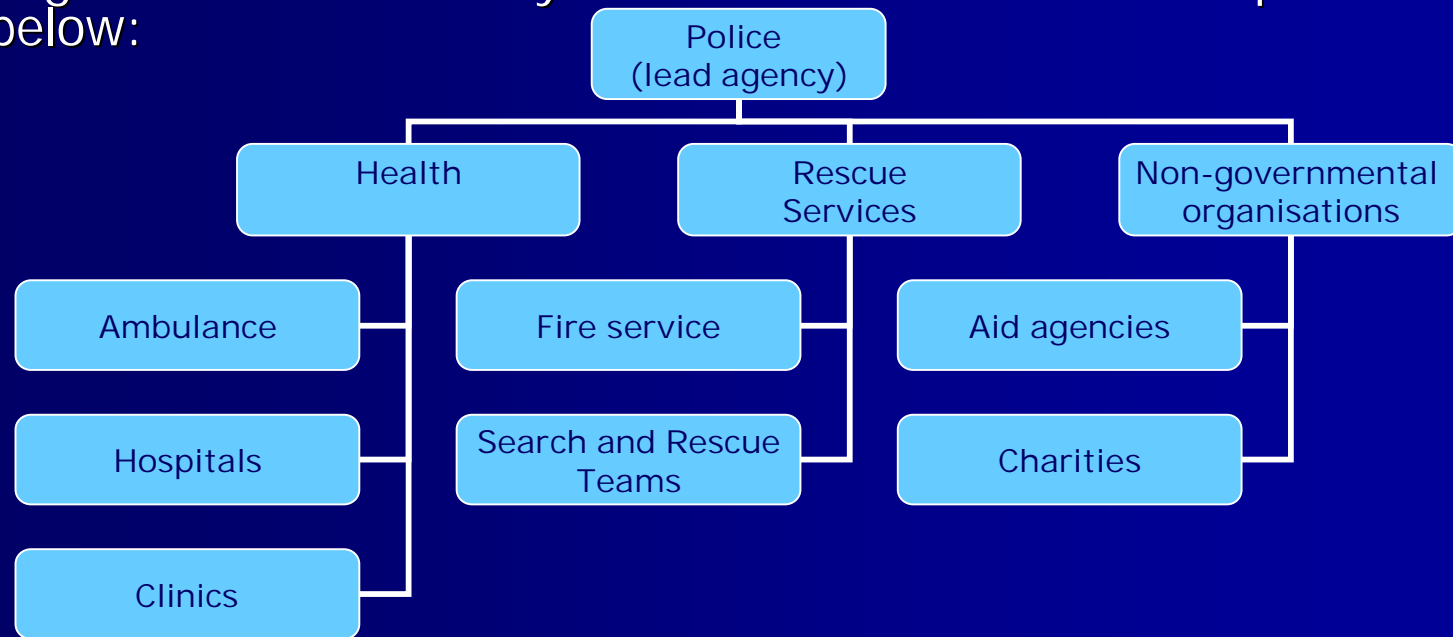 below:
Police
(lead agency)
Health
Rescue
Services
Non-governmental
organisations
Ambulance
Fire service
Aid agencies
Hospitals
Search and Rescue
Teams
Charities
Clinics